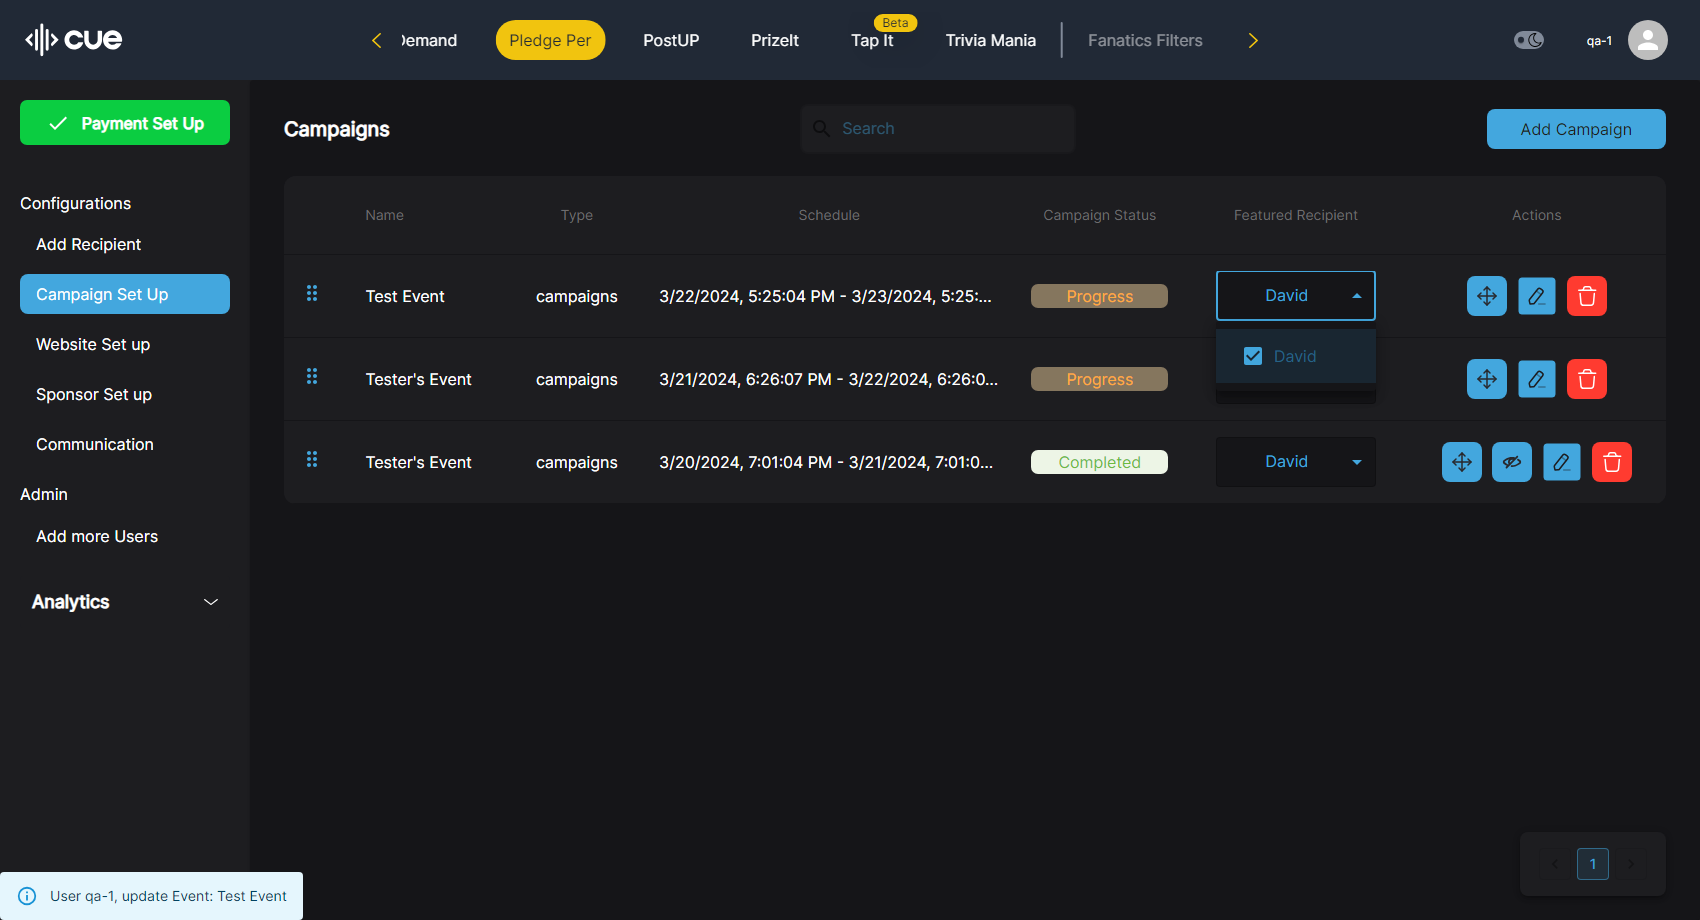 cue
Demand
Pledge Per
PostUP
PrizeIt
Beta
Tap It
Trivia Mania
Fanatics Filters
qa-1
Payment Set Up
Configurations
Add Recipient
Campaign Set Up
Website Set up
Sponsor Set up
Communication
Admin
Add more Users
Analytics
Campaigns
Search
Add Campaign
Name Type Schedule Campaign Status Featured Recipient Actions
Test Event campaigns 3/22/2024, 5:25:04 PM - 3/23/2024, 5:25:... Progress David
David
Tester's Event campaigns 3/21/2024, 6:26:07 PM - 3/22/2024, 6:26:0... Progress
Tester's Event campaigns 3/20/2024, 7:01:04 PM - 3/21/2024, 7:01:0... Completed David
1
User qa-1, update Event: Test Event